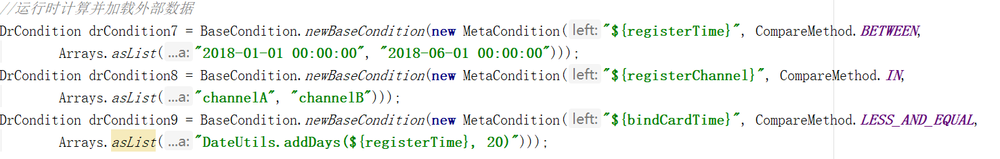 //运行时计算并加载外部数据
DrCondition drCondition7 = BaseCondition.newBaseCondition(new MetaCondition( left: "${registerTime}", CompareMethod.BETWEEN,
Arrays.asList( ...a: "2018-01-01 00:00:00", "2018-06-01 00:00:00")));
DrCondition drCondition8 = BaseCondition.newBaseCondition(new MetaCondition( left: "${registerChannel}", CompareMethod.IN,
Arrays.asList( ...a: "channelA", "channelB")));
DrCondition drCondition9 = BaseCondition.newBaseCondition(new MetaCondition( left: "${bindCardTime}", CompareMethod.LESS_AND_EQUAL,
Arrays.asList( ...a: "DateUtils.addDays(${registerTime}, 20)")));